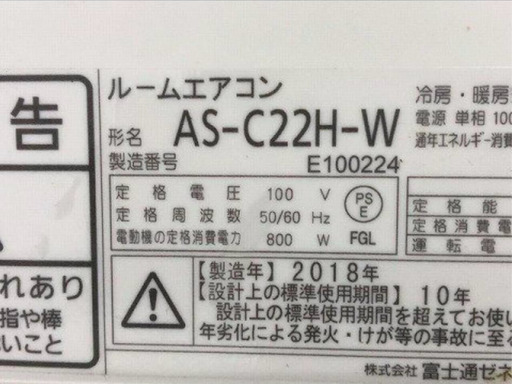 告
れあり
指や棒
いこと
ルームエアコン
形名 AS-C22H-W
製造番号 E100224
定格電圧 100 V
定格周波数 50/60 Hz
電動機の定格消費電力 800 W
PS
E
FGL
冷房・暖房
電源 単相 100
通年エネルギー消費
定格能
定格消費電
運転電
【製造年】2018年
【設計上の標準使用期間】10年
設計上の標準使用期間を超えてお使い
年劣化による発火・けが等の事故に至る
株式会社 富士通ゼネ